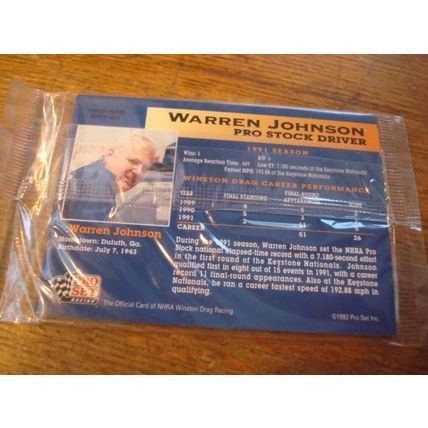 WARREN JOHNSON
PRO STOCK DRIVER
1991 SEASON
Wins: 5
Average Reaction Time: .449
Low ET: 7.180 seconds at the Keystone Nationals
Fastest MPH: 192.88 at the Keystone Nationals
WINSTON DRAG CAREER PERFORMANCE
YEAR FINAL STANDING FINAL-ROUND APPEARANCES WINS
1989
1990
1991 2 11
CAREER 51 26
Warren Johnson
Hometown: Duluth, Ga.
Birthdate: July 7, 1943
During the 1991 season, Warren Johnson set the NHRA Pro
Stock national elapsed-time record with a 7.180-second effort
in the first round of the Keystone Nationals. Johnson
qualified first in eight out of 15 events in 1991, with a career
record 11 final-round appearances. Also at the Keystone
Nationals, he ran a career fastest speed of 192.88 mph in
qualifying.
PRO SET
RACING
The Official Card of NHRA Winston Drag Racing
©1992 Pro Set Inc.